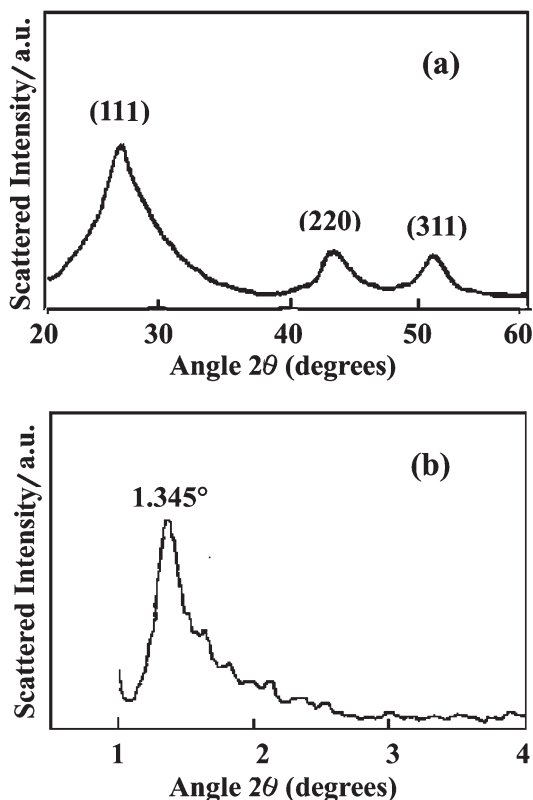 Scattered Intensity/ a.u.
(a)
(111)
(220)
(311)
20 30 40 50 60
Angle 2θ (degrees)
Scattered Intensity/ a.u.
(b)
1.345°
1 2 3 4
Angle 2θ (degrees)